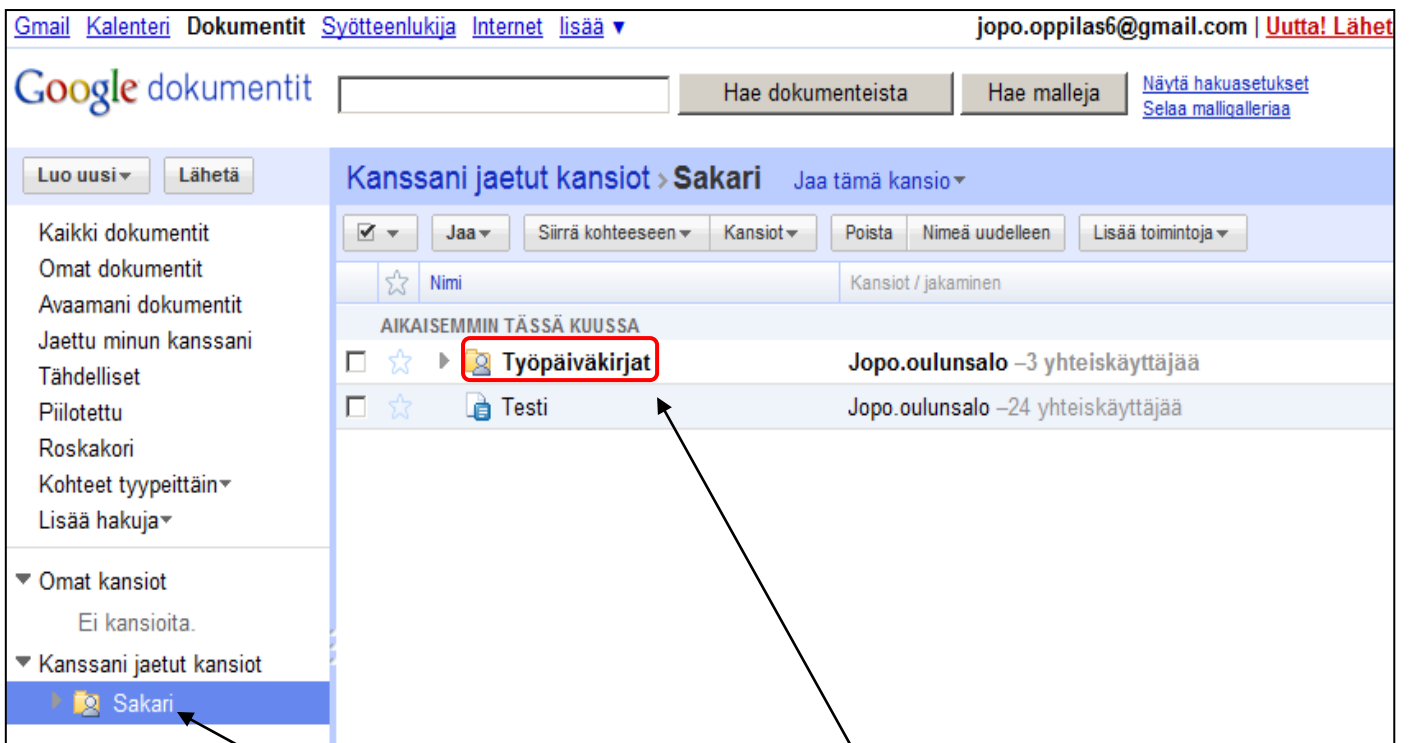 Gmail Kalenteri Dokumentit Syötteenlukija Internet lisää ▼ jopo.oppilas6@gmail.com | Uutta! Lähet
Google dokumentit Hae dokumenteista Hae malleja Näytä hakuasetukset
Selaa malligalleriaa
Luo uusi Lähetä
Kanssani jaetut kansiot > Sakari Jaa tämä kansio
Jaa Siirrä kohteeseen Kansiot Poista Nimeä uudelleen Lisää toimintoja
Nimi Kansiot / jakaminen
AIKAISEMMIN TÄSSÄ KUUSSA
Työpäiväkirjat Jopo.oulunsalo –3 yhteiskäyttäjää
Testi Jopo.oulunsalo –24 yhteiskäyttäjää
Kaikki dokumentit
Omat dokumentit
Avaamani dokumentit
Jaettu minun kanssani
Tähdelliset
Piilotettu
Roskakori
Kohteet tyypeittäin
Lisää hakuja
Omat kansiot
Ei kansioita.
Kanssani jaetut kansiot
Sakari